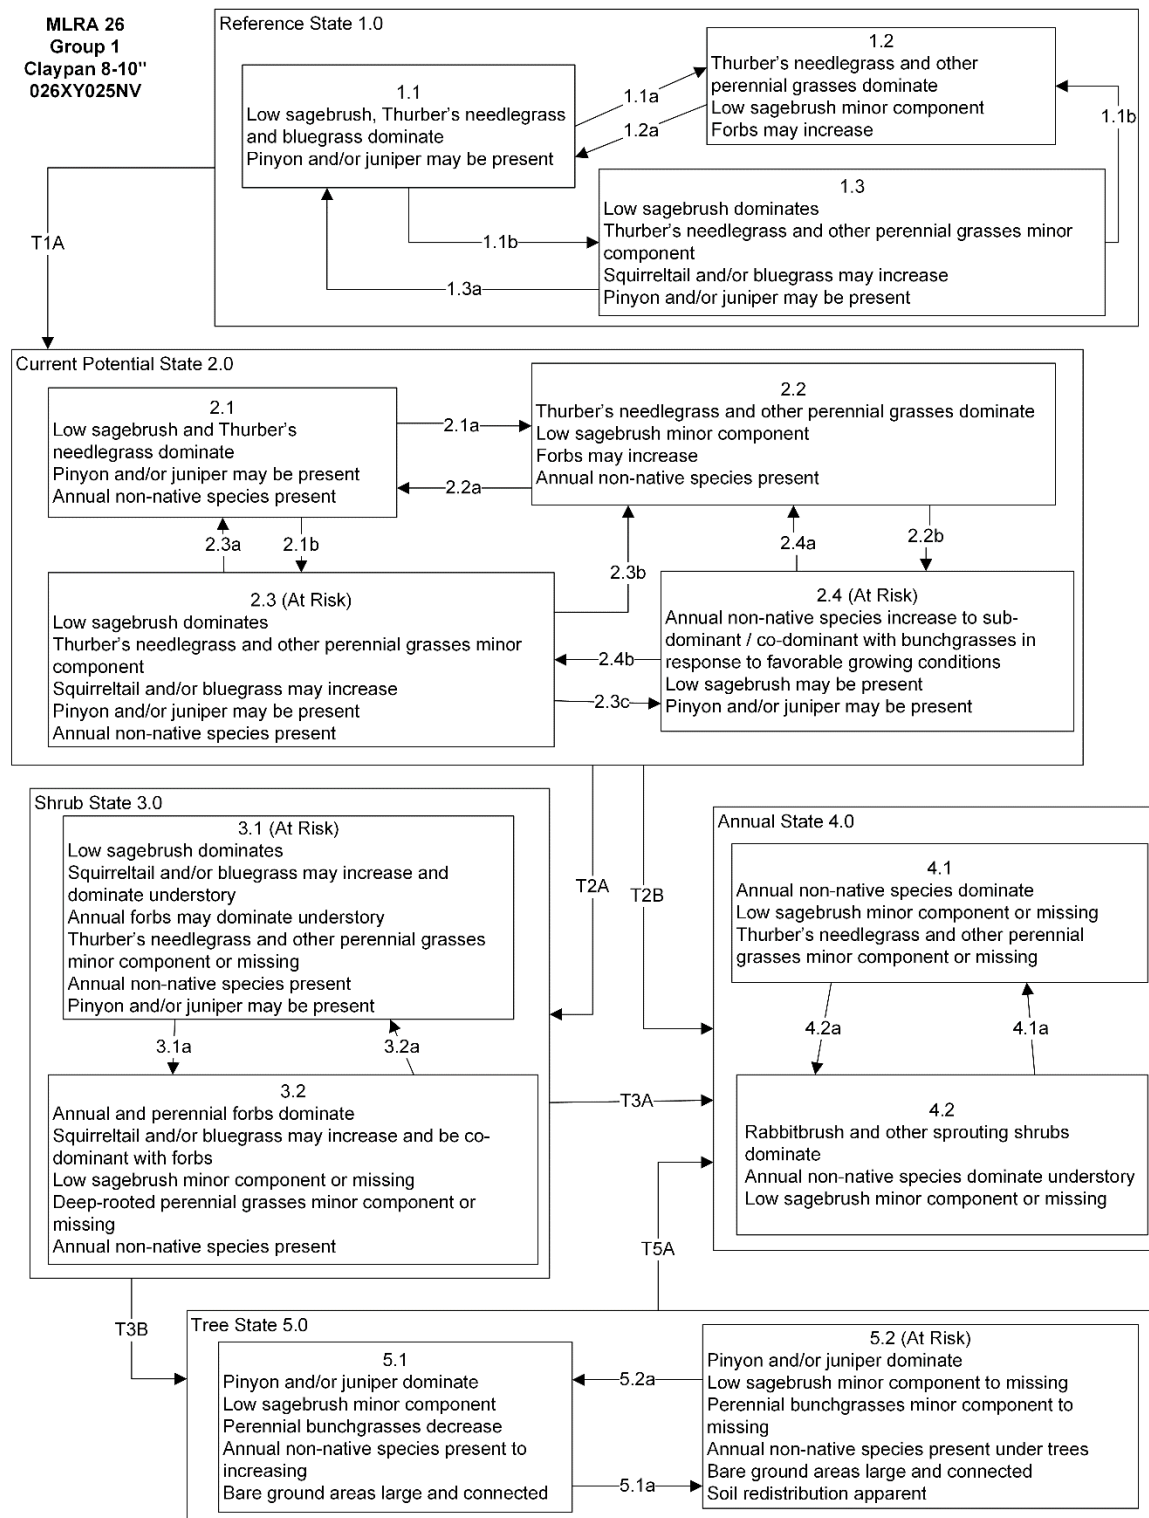 MLRA 26
Group 1
Claypan 8-10"
026XY025NV
Reference State 1.0
1.1
Low sagebrush, Thurber's needlegrass
and bluegrass dominate
Pinyon and/or juniper may be present
1.1a
1.2a
1.2
Thurber's needlegrass and other
perennial grasses dominate
Low sagebrush minor component
Forbs may increase
1.1b
1.1b
1.3a
1.3
Low sagebrush dominates
Thurber's needlegrass and other perennial grasses minor
component
Squirreltail and/or bluegrass may increase
Pinyon and/or juniper may be present
T1A
Current Potential State 2.0
2.1
Low sagebrush and Thurber's
needlegrass dominate
Pinyon and/or juniper may be present
Annual non-native species present
2.1a
2.2a
2.2
Thurber's needlegrass and other perennial grasses dominate
Low sagebrush minor component
Forbs may increase
Annual non-native species present
2.3a
2.1b
2.3b
2.4a
2.2b
2.3 (At Risk)
Low sagebrush dominates
Thurber's needlegrass and other perennial grasses minor
component
Squirreltail and/or bluegrass may increase
Pinyon and/or juniper may be present
Annual non-native species present
2.4b
2.3c
2.4 (At Risk)
Annual non-native species increase to sub-
dominant / co-dominant with bunchgrasses in
response to favorable growing conditions
Low sagebrush may be present
Pinyon and/or juniper may be present
T2A
T2B
Shrub State 3.0
3.1 (At Risk)
Low sagebrush dominates
Squirreltail and/or bluegrass may increase and
dominate understory
Annual forbs may dominate understory
Thurber's needlegrass and other perennial grasses
minor component or missing
Annual non-native species present
Pinyon and/or juniper may be present
3.1a
3.2a
3.2
Annual and perennial forbs dominate
Squirreltail and/or bluegrass may increase and be co-
dominant with forbs
Low sagebrush minor component or missing
Deep-rooted perennial grasses minor component or
missing
Annual non-native species present
T3A
Annual State 4.0
4.1
Annual non-native species dominate
Low sagebrush minor component or missing
Thurber's needlegrass and other perennial
grasses minor component or missing
4.2a
4.1a
4.2
Rabbitbrush and other sprouting shrubs
dominate
Annual non-native species dominate understory
Low sagebrush minor component or missing
T5A
T3B
Tree State 5.0
5.1
Pinyon and/or juniper dominate
Low sagebrush minor component
Perennial bunchgrasses decrease
Annual non-native species present to
increasing
Bare ground areas large and connected
5.2a
5.1a
5.2 (At Risk)
Pinyon and/or juniper dominate
Low sagebrush minor component to missing
Perennial bunchgrasses minor component to
missing
Annual non-native species present under trees
Bare ground areas large and connected
Soil redistribution apparent